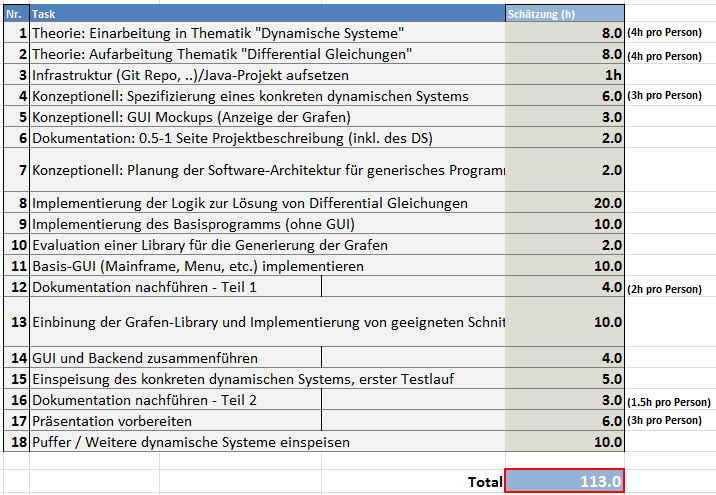 Nr. Task Schätzung (h)
1 Theorie: Einarbeitung in Thematik "Dynamische Systeme" 8.0 (4h pro Person)
2 Theorie: Aufarbeitung Thematik "Differential Gleichungen" 8.0 (4h pro Person)
3 Infrastruktur (Git Repo, ..)/Java-Projekt aufsetzen 1h
4 Konzeptionell: Spezifizierung eines konkreten dynamischen Systems 6.0 (3h pro Person)
5 Konzeptionell: GUI Mockups (Anzeige der Grafen) 3.0
6 Dokumentation: 0.5-1 Seite Projektbeschreibung (inkl. des DS) 2.0
7 Konzeptionell: Planung der Software-Architektur für generisches Program 2.0
8 Implementierung der Logik zur Lösung von Differential Gleichungen 20.0
9 Implementierung des Basisprogramms (ohne GUI) 10.0
10 Evaluation einer Library für die Generierung der Grafen 2.0
11 Basis-GUI (Mainframe, Menu, etc.) implementieren 10.0
12 Dokumentation nachführen - Teil 1 4.0 (2h pro Person)
13 Einbinung der Grafen-Library und Implementierung von geeigneten Schnit 10.0
14 GUI und Backend zusammenführen 4.0
15 Einspeisung des konkreten dynamischen Systems, erster Testlauf 5.0
16 Dokumentation nachführen - Teil 2 3.0 (1.5h pro Person)
17 Präsentation vorbereiten 6.0 (3h pro Person)
18 Puffer / Weitere dynamische Systeme einspeisen 10.0
Total 113.0